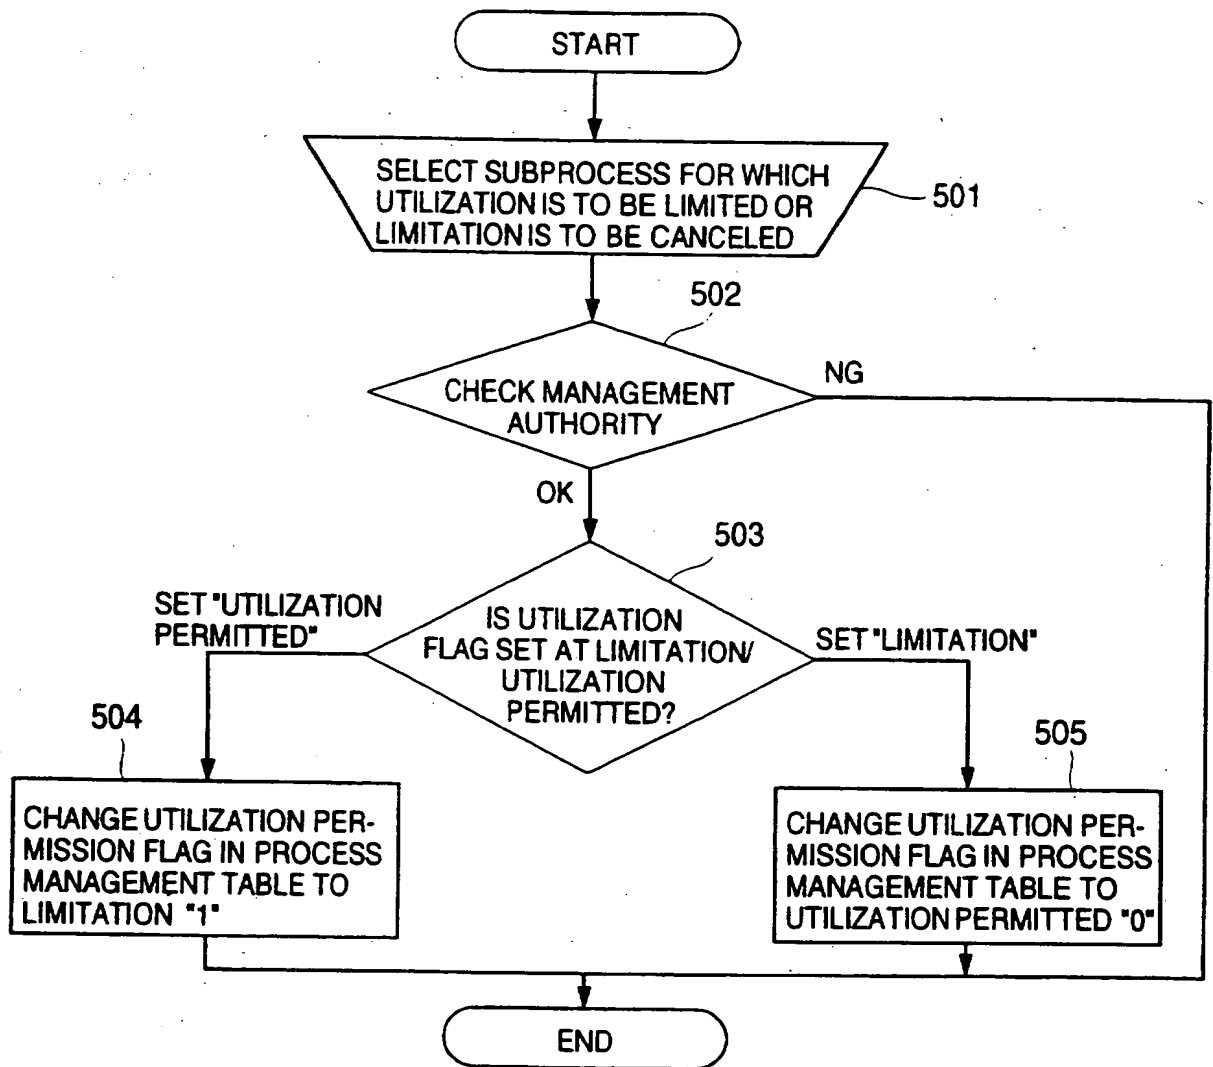 START
SELECT SUBPROCESS FOR WHICH
UTILIZATION IS TO BE LIMITED OR
LIMITATION IS TO BE CANCELED
501
502
CHECK MANAGEMENT
AUTHORITY
NG
OK
503
IS UTILIZATION
FLAG SET AT LIMITATION/
UTILIZATION
PERMITTED?
SET "UTILIZATION
PERMITTED"
SET "LIMITATION"
504
CHANGE UTILIZATION PER-
MISSION FLAG IN PROCESS
MANAGEMENT TABLE TO
LIMITATION "1"
505
CHANGE UTILIZATION PER-
MISSION FLAG IN PROCESS
MANAGEMENT TABLE TO
UTILIZATION PERMITTED "0"
END